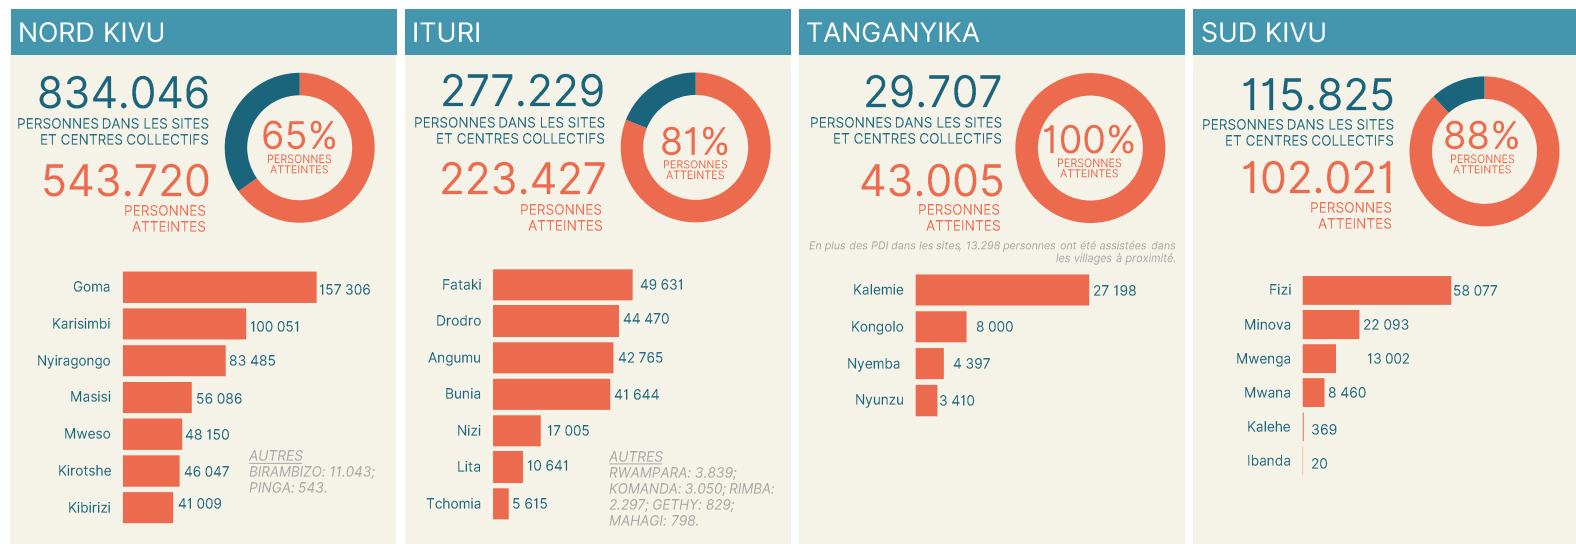 NORD KIVU
834.046
PERSONNES DANS LES SITES
ET CENTRES COLLECTIFS
543.720
PERSONNES
ATTEINTES
65%
PERSONNES
ATTEINTES
Goma 157 306
Karisimbi 100 051
Nyiragongo 83 485
Masisi 56 086
Mweso 48 150
Kirotshe 46 047
Kibirizi 41 009
AUTRES
BIRAMBIZO: 11.043;
PINGA: 543.
ITURI
277.229
PERSONNES DANS LES SITES
ET CENTRES COLLECTIFS
223.427
PERSONNES
ATTEINTES
81%
PERSONNES
ATTEINTES
Fataki 49 631
Drodro 44 470
Angumu 42 765
Bunia 41 644
Nizi 17 005
Lita 10 641
Tchomia 5 615
AUTRES
RWAMPARA: 3.839;
KOMANDA: 3.050; RIMBA:
2.297; GETHY: 829;
MAHAGI: 798.
TANGANYIKA
29.707
PERSONNES DANS LES SITES
ET CENTRES COLLECTIFS
43.005
PERSONNES
ATTEINTES
100%
PERSONNES
ATTEINTES
En plus des PDI dans les sites, 13.298 personnes ont été assistées dans
les villages à proximité.
Kalemie 27 198
Kongolo 8 000
Nyemba 4 397
Nyunzu 3 410
SUD KIVU
115.825
PERSONNES DANS LES SITES
ET CENTRES COLLECTIFS
102.021
PERSONNES
ATTEINTES
88%
PERSONNES
ATTEINTES
Fizi 58 077
Minova 22 093
Mwenga 13 002
Mwana 8 460
Kalehe 369
Ibanda 20